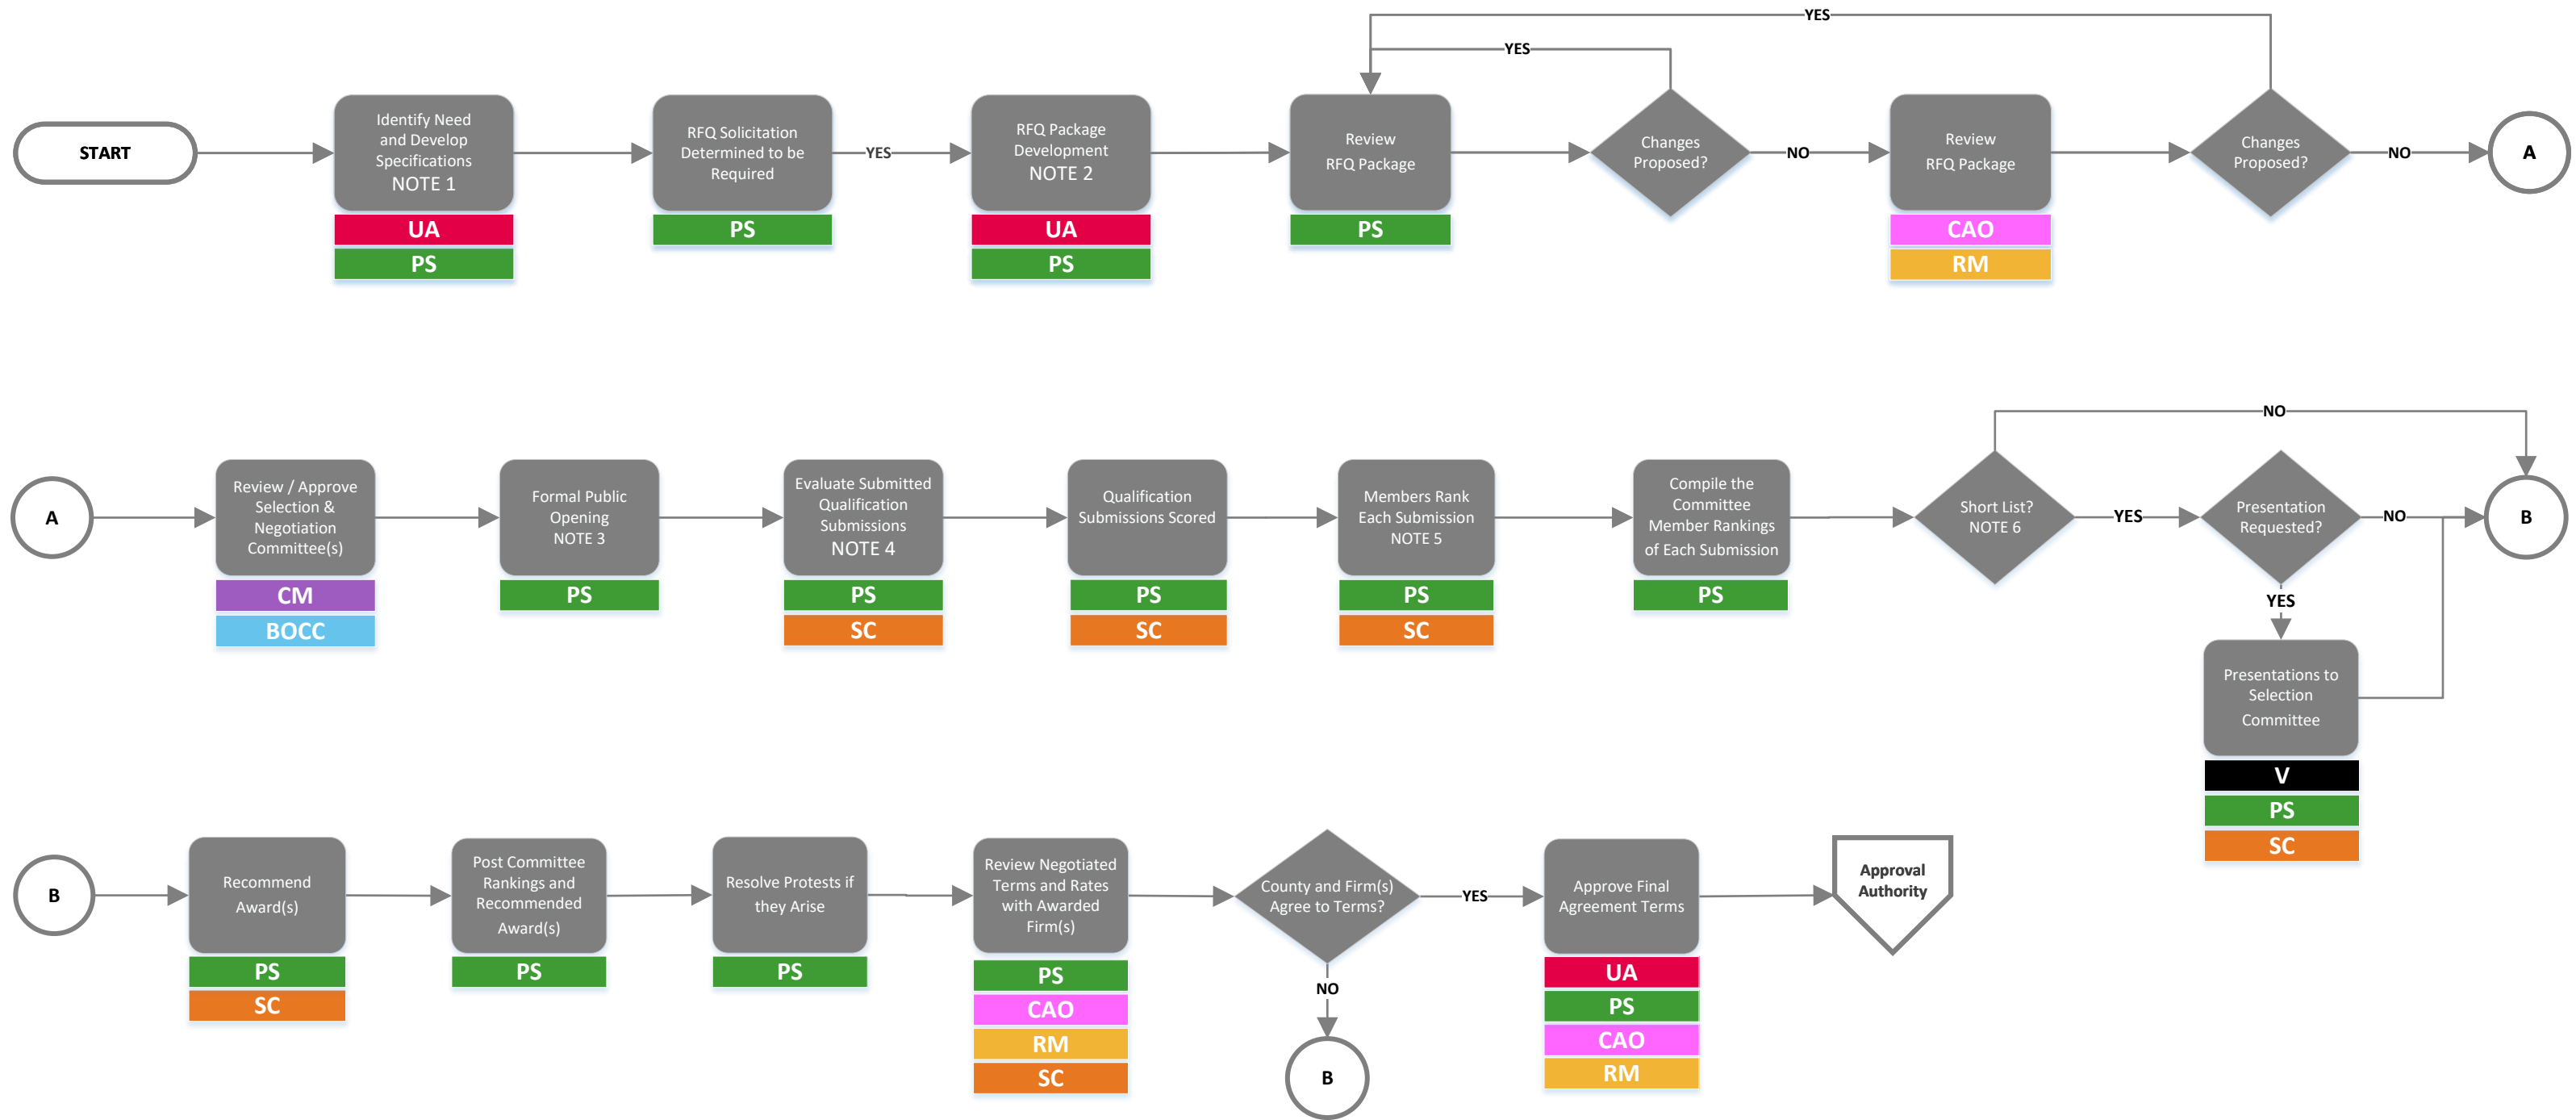 YES
YES
START
Identify Need
and Develop
Specifications
NOTE 1
UA
PS
RFQ Solicitation
Determined to be
Required
PS
YES
RFQ Package
Development
NOTE 2
UA
PS
Review
RFQ Package
PS
Changes
Proposed?
NO
Review
RFQ Package
CAO
RM
Changes
Proposed?
NO
A
A
Review / Approve
Selection &
Negotiation
Committee(s)
CM
BOCC
Formal Public
Opening
NOTE 3
PS
Evaluate Submitted
Qualification
Submissions
NOTE 4
PS
SC
Qualification
Submissions Scored
PS
SC
Members Rank
Each Submission
NOTE 5
PS
SC
Compile the
Committee
Member Rankings
of Each Submission
PS
Short List?
NOTE 6
NO
YES
Presentation
Requested?
NO
B
YES
Presentations to
Selection
Committee
V
PS
SC
B
Recommend
Award(s)
PS
SC
Post Committee
Rankings and
Recommended
Award(s)
PS
Resolve Protests if
they Arise
PS
Review Negotiated
Terms and Rates
with Awarded
Firm(s)
PS
CAO
RM
SC
County and Firm(s)
Agree to Terms?
NO
B
YES
Approve Final
Agreement Terms
UA
PS
CAO
RM
Approval
Authority